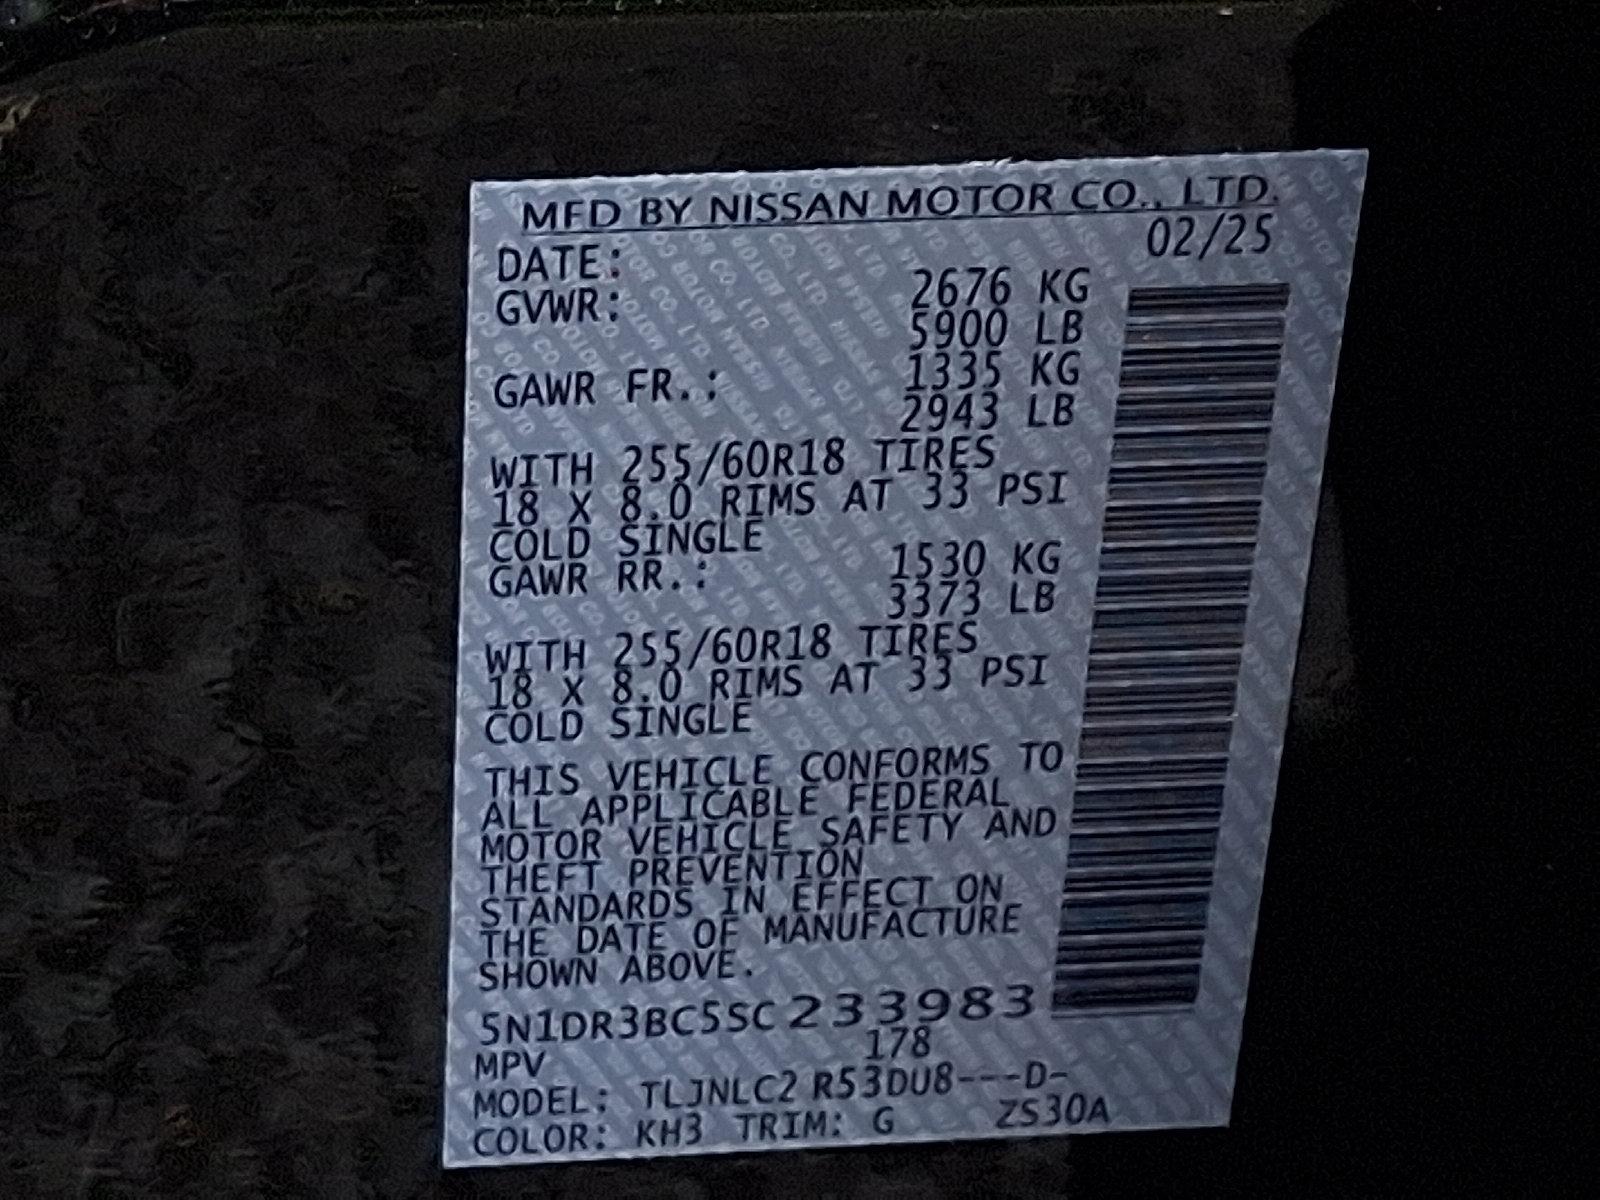 MFD BY NISSAN MOTOR CO., LTD.
DATE: 02/25
GVWR: 2676 KG
5900 LB
GAWR FR.: 1335 KG
2943 LB
WITH 255/60R18 TIRES
18 X 8.0 RIMS AT 33 PSI
COLD SINGLE
GAWR RR.: 1530 KG
3373 LB
WITH 255/60R18 TIRES
18 X 8.0 RIMS AT 33 PSI
COLD SINGLE
THIS VEHICLE CONFORMS TO
ALL APPLICABLE FEDERAL
MOTOR VEHICLE SAFETY AND
THEFT PREVENTION
STANDARDS IN EFFECT ON
THE DATE OF MANUFACTURE
SHOWN ABOVE.
5N1DR3BC5SC233983
MPV 178
MODEL: TLJNLC2 R53DU8---D-
COLOR: KH3 TRIM: G ZS30A